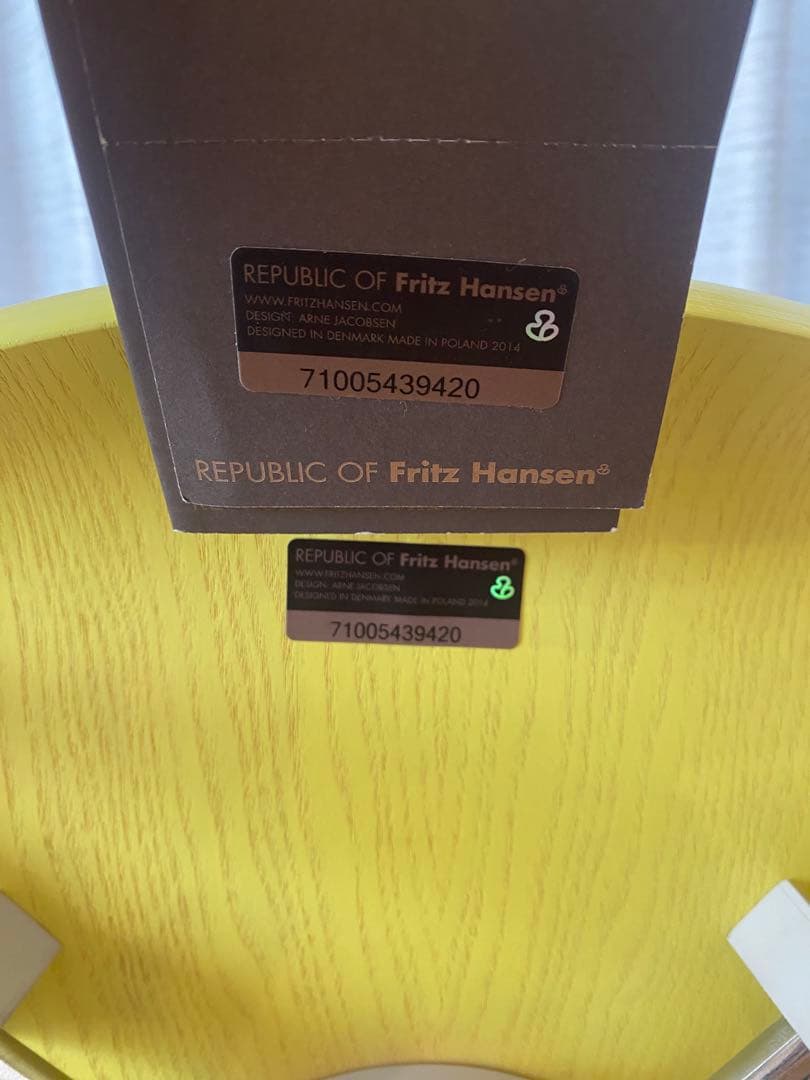 REPUBLIC OF Fritz Hansen®
WWW.FRITZHANSEN.COM
DESIGN: ARNE JACOBSEN
DESIGNED IN DENMARK MADE IN POLAND 2014
71005439420
REPUBLIC OF Fritz Hansen
REPUBLIC OF Fritz Hansen®
WWW.FRITZHANSEN.COM
DESIGN: ARNE JACOBSEN
DESIGNED IN DENMARK MADE IN POLAND 2014
71005439420